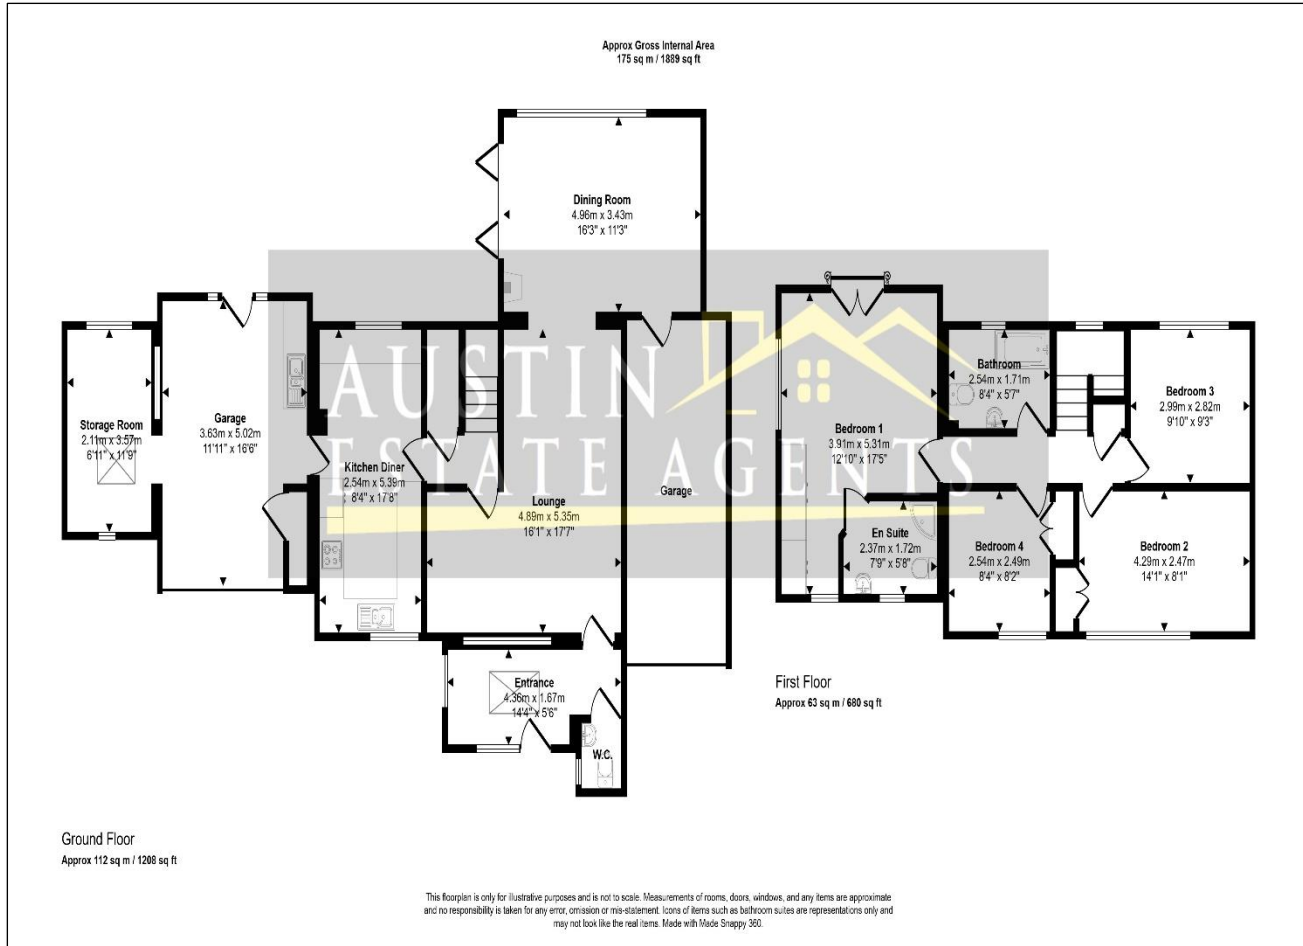 Approx Gross Internal Area
175 sq m / 1889 sq ft
Dining Room
4.96m x 3.43m
16'3" x 11'3"
Storage Room
2.11m x 3.57m
6'11" x 11'9"
Garage
3.63m x 5.02m
11'11" x 16'6"
Kitchen Diner
2.54m x 5.39m
8'4" x 17'8"
Lounge
4.89m x 5.35m
16'1" x 17'7"
Garage
Entrance
4.36m x 1.67m
14'4" x 5'6"
W.C.
Bedroom 1
3.91m x 5.31m
12'10" x 17'5"
Bathroom
2.54m x 1.71m
8'4" x 5'7"
Bedroom 3
2.99m x 2.82m
9'10" x 9'3"
En Suite
2.37m x 1.72m
7'9" x 5'8"
Bedroom 4
2.54m x 2.49m
8'4" x 8'2"
Bedroom 2
4.29m x 2.47m
14'1" x 8'1"
AUSTIN
ESTATE AGENTS
First Floor
Approx 63 sq m / 680 sq ft
Ground Floor
Approx 112 sq m / 1208 sq ft
This floorplan is only for illustrative purposes and is not to scale. Measurements of rooms, doors, windows, and any items are approximate
and no responsibility is taken for any error, omission or mis-statement. Icons of items such as bathroom suites are representations only and
may not look like the real items. Made with Made Snappy 360.